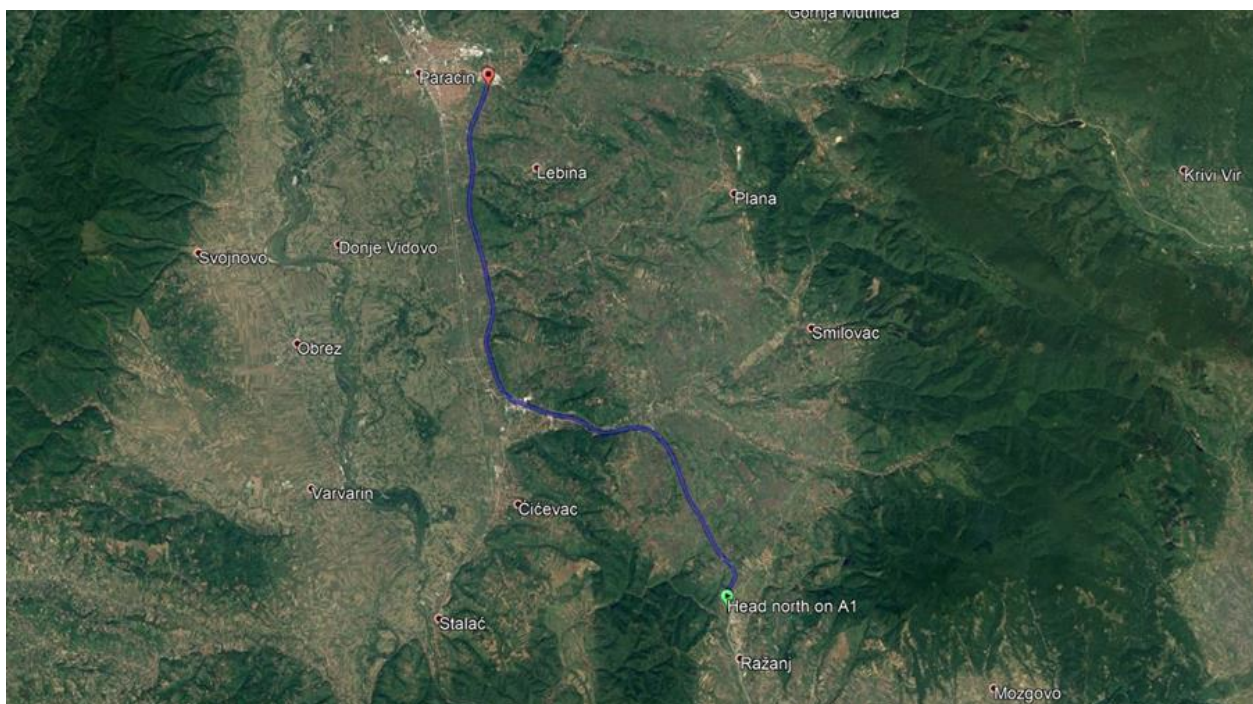 Gornja Mutnica
Paraćin
Lebina
Krivi Vir
Plana
Donje Vidovo
Svojnovo
Smilovac
Obrez
Varvarin
Ćićevac
Head north on A1
Stalać
Ražanj
Mozgovo